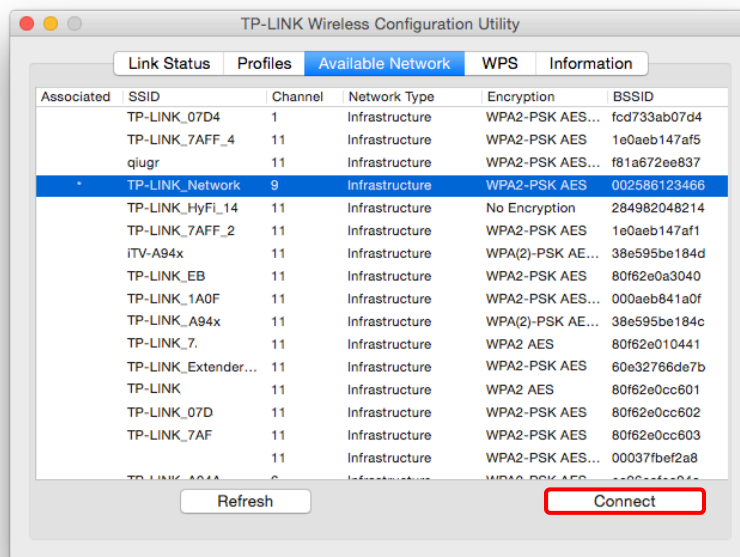 TP-LINK Wireless Configuration Utility
Link Status Profiles Available Network WPS Information
Associated SSID Channel Network Type Encryption BSSID
TP-LINK_07D4 1 Infrastructure WPA2-PSK AES... fcd733ab07d4
TP-LINK_7AFF_4 11 Infrastructure WPA2-PSK AES... 1e0aeb147af5
qiugr 11 Infrastructure WPA2-PSK AES... f81a672ee837
* TP-LINK_Network 9 Infrastructure WPA2-PSK AES 002586123466
TP-LINK_HyFi_14 11 Infrastructure No Encryption 284982048214
TP-LINK_7AFF_2 11 Infrastructure WPA2-PSK AES 1e0aeb147af1
iTV-A94x 11 Infrastructure WPA(2)-PSK AE... 38e595be184d
TP-LINK_EB 11 Infrastructure WPA2-PSK AES 80f62e0a3040
TP-LINK_1A0F 11 Infrastructure WPA2-PSK AES... 000aeb841a0f
TP-LINK_A94x 11 Infrastructure WPA(2)-PSK AE... 38e595be184c
TP-LINK_7. 11 Infrastructure WPA2 AES 80f62e010441
TP-LINK_Extender... 11 Infrastructure WPA2-PSK AES 60e32766de7b
TP-LINK 11 Infrastructure WPA2 AES 80f62e0cc601
TP-LINK_07D 11 Infrastructure WPA2-PSK AES 80f62e0cc602
TP-LINK_7AF 11 Infrastructure WPA2-PSK AES 80f62e0cc603
11 Infrastructure WPA2-PSK AES... 00037fbef2a8
Refresh Connect